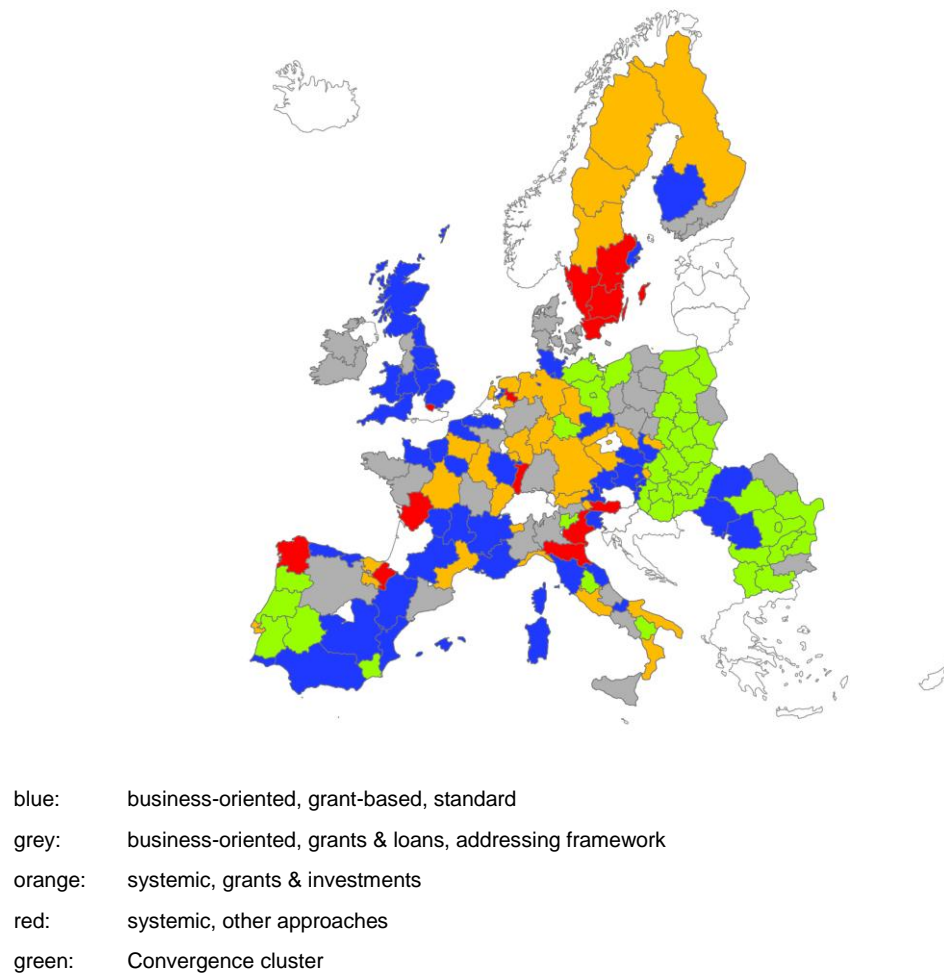 blue: business-oriented, grant-based, standard
grey: business-oriented, grants & loans, addressing framework
orange: systemic, grants & investments
red: systemic, other approaches
green: Convergence cluster